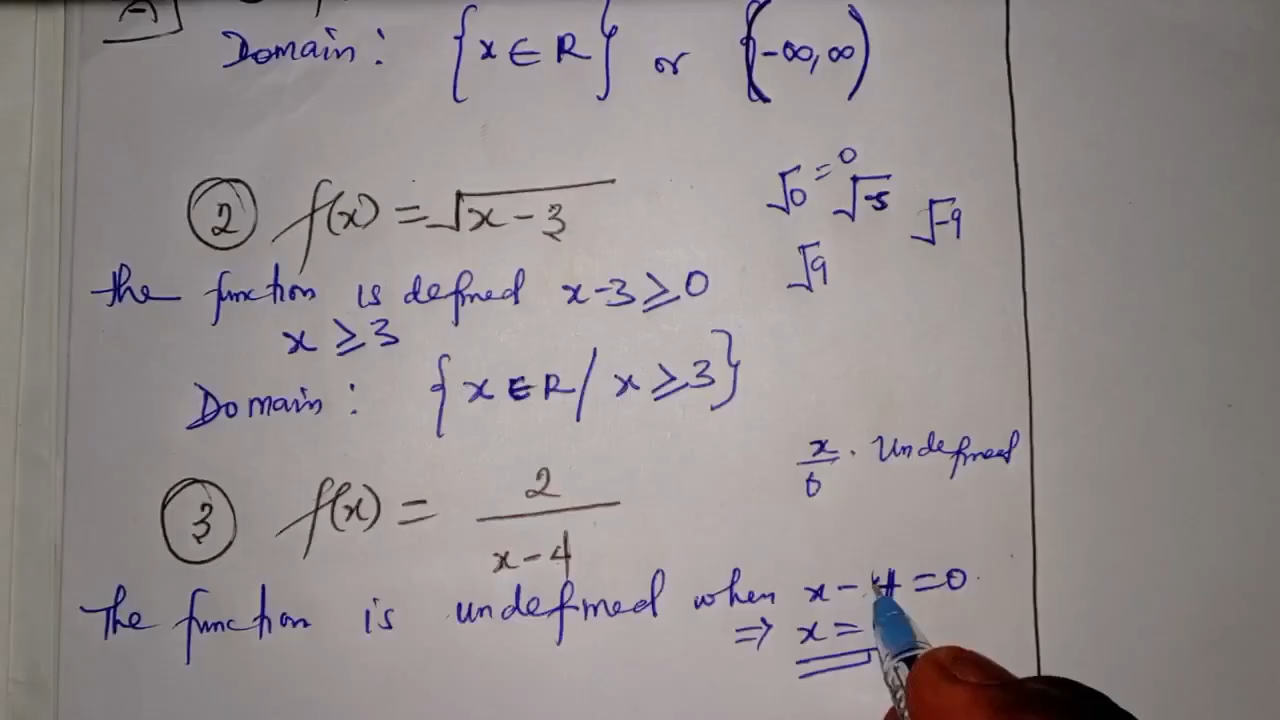 A
Domain: {x ∈ R} or (-∞, ∞)
√0 = 0 √-5 √-9
② f(x) = √x-3
√9
the function is defined x-3 ≥ 0
x ≥ 3
Domain: {x ∈ R / x ≥ 3}
x/0 . Undefined
③ f(x) = 2/x-4
The function is undefined when x-4=0
⇒ x =